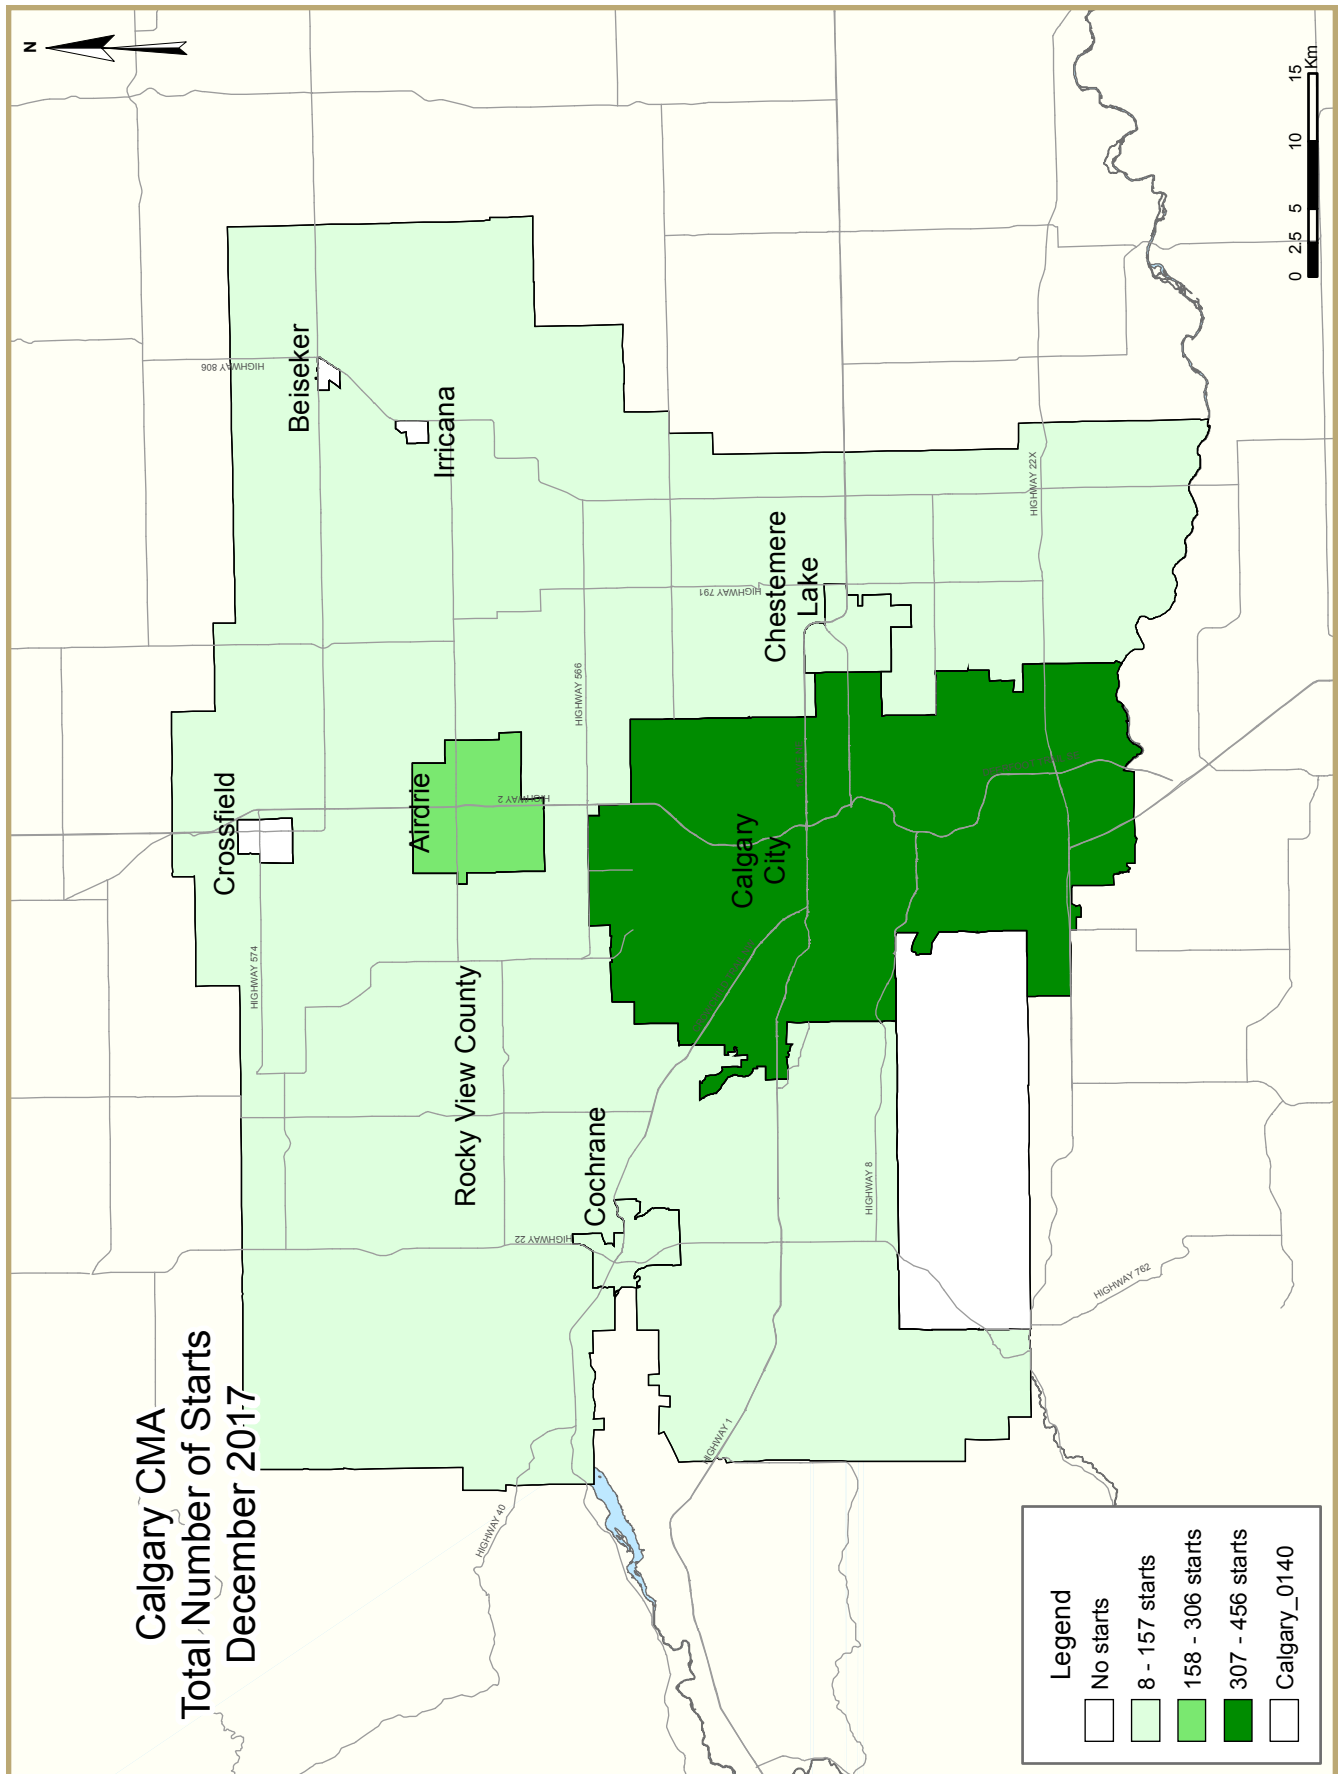 Calgary CMA
Total Number of Starts
December 2017
N
Crossfield
Beiseker
Irricana
Airdrie
Rocky View County
Cochrane
Calgary
City
Chestemere
Lake
HIGHWAY 574
HIGHWAY 806
HIGHWAY 2
HIGHWAY 566
HIGHWAY 791
HIGHWAY 22X
HIGHWAY 22
HIGHWAY 8
HIGHWAY 1
HIGHWAY 40
HIGHWAY 762
Legend
No starts
8 - 157 starts
158 - 306 starts
307 - 456 starts
Calgary_0140
0 2.5 5 10 15
Km